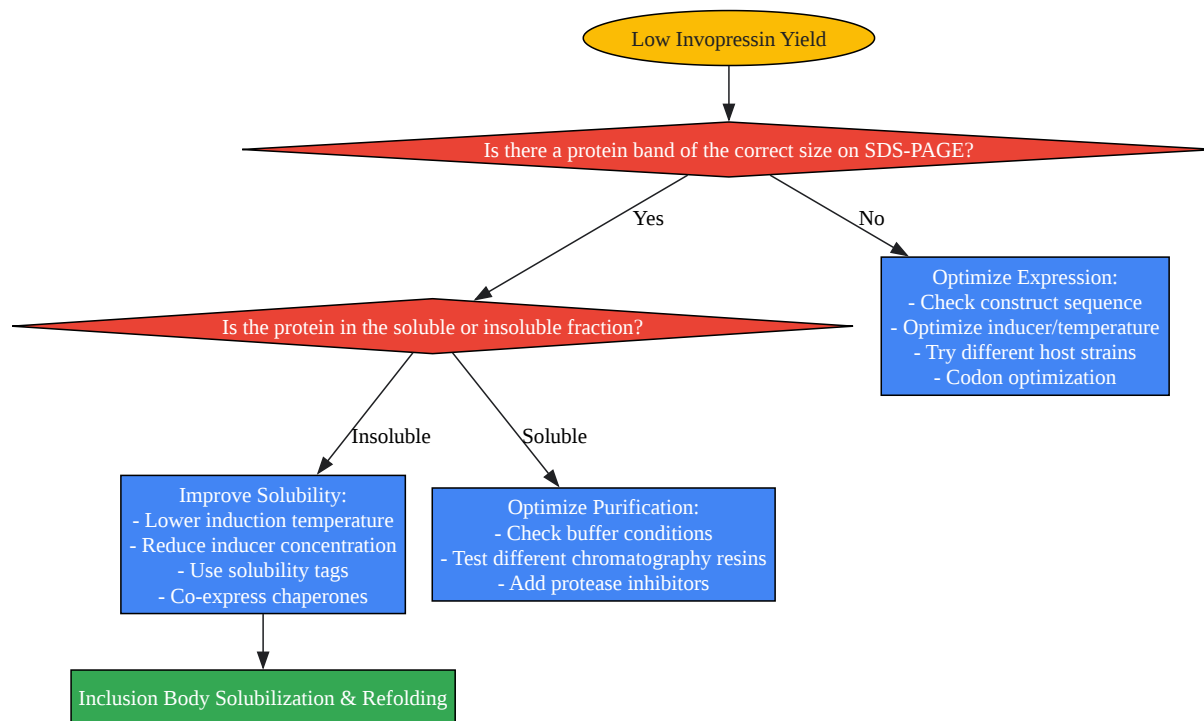 Low Invopressin Yield
Is there a protein band of the correct size on SDS-PAGE?
Yes
No
Optimize Expression:
- Check construct sequence
- Optimize inducer/temperature
- Try different host strains
- Codon optimization
Is the protein in the soluble or insoluble fraction?
Insoluble
Soluble
Improve Solubility:
- Lower induction temperature
- Reduce inducer concentration
- Use solubility tags
- Co-express chaperones
Optimize Purification:
- Check buffer conditions
- Test different chromatography resins
- Add protease inhibitors
Inclusion Body Solubilization & Refolding